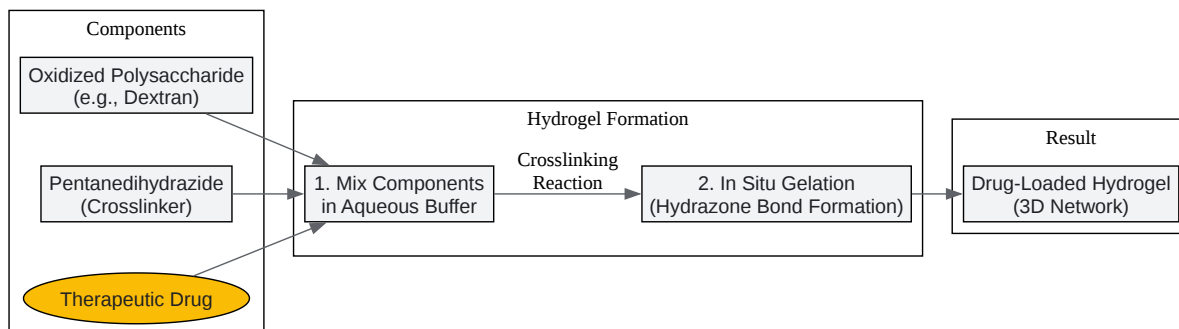 Components
Oxidized Polysaccharide
(e.g., Dextran)
Pentanedihydrazide
(Crosslinker)
Therapeutic Drug
Hydrogel Formation
1. Mix Components
in Aqueous Buffer
Crosslinking
Reaction
2. In Situ Gelation
(Hydrazone Bond Formation)
Result
Drug-Loaded Hydrogel
(3D Network)